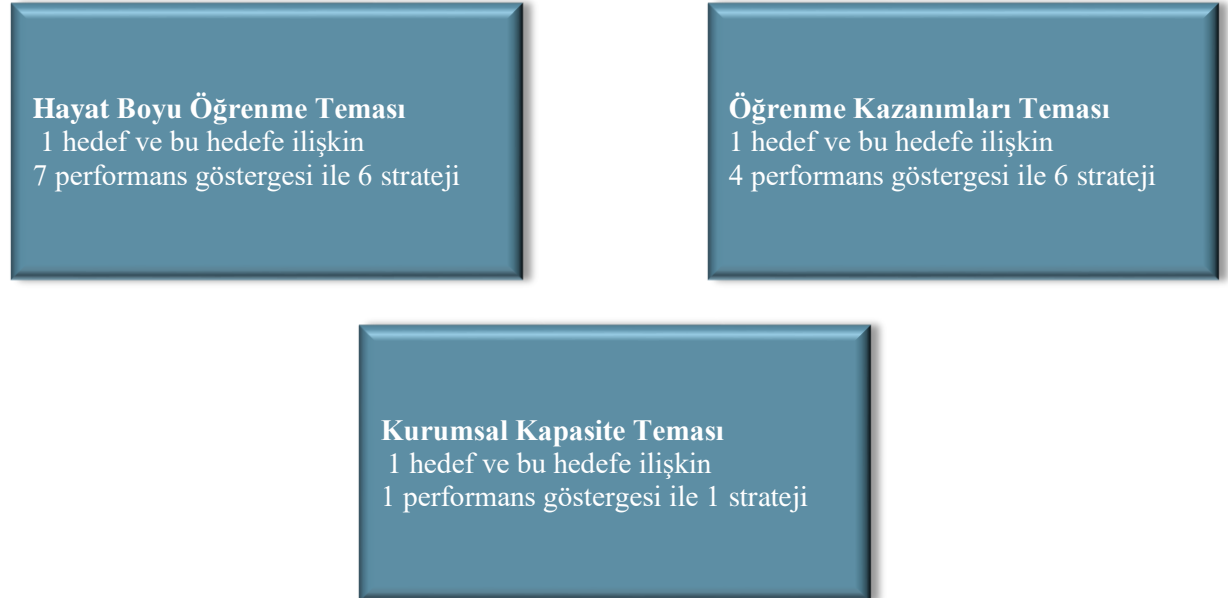 Hayat Boyu Öğrenme Teması
1 hedef ve bu hedefe ilişkin
7 performans göstergesi ile 6 strateji
Öğrenme Kazanımları Teması
1 hedef ve bu hedefe ilişkin
4 performans göstergesi ile 6 strateji
Kurumsal Kapasite Teması
1 hedef ve bu hedefe ilişkin
1 performans göstergesi ile 1 strateji